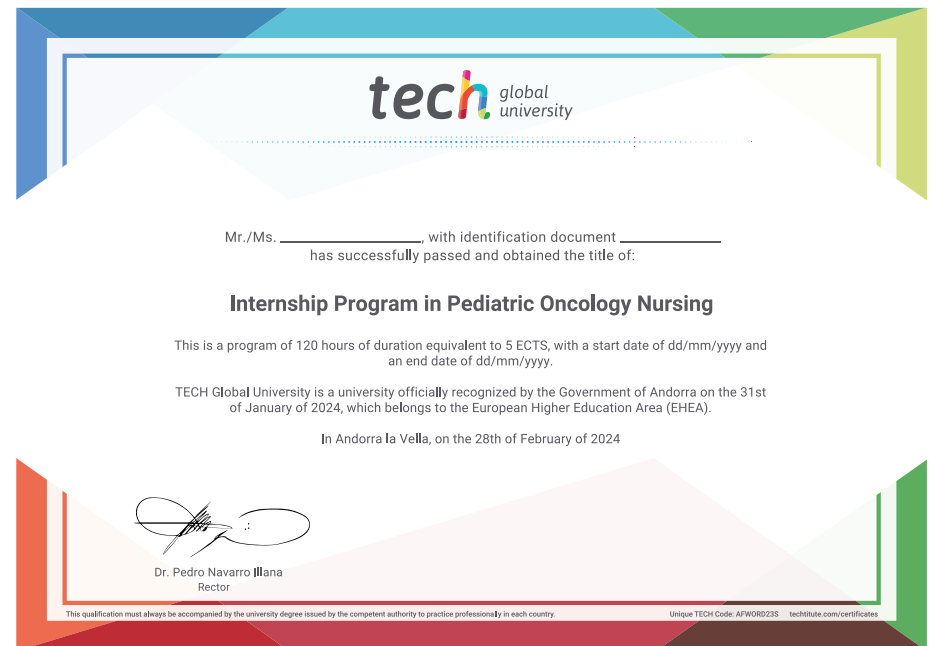 tech global
university
Mr./Ms. ____________________, with identification document ______________
has successfully passed and obtained the title of:
Internship Program in Pediatric Oncology Nursing
This is a program of 120 hours of duration equivalent to 5 ECTS, with a start date of dd/mm/yyyy and
an end date of dd/mm/yyyy.
TECH Global University is a university officially recognized by the Government of Andorra on the 31st
of January of 2024, which belongs to the European Higher Education Area (EHEA).
In Andorra la Vella, on the 28th of February of 2024
Dr. Pedro Navarro Illana
Rector
This qualification must always be accompanied by the university degree issued by the competent authority to practice professionally in each country. Unique TECH Code: AFWORD23S techtitute.com/certificates